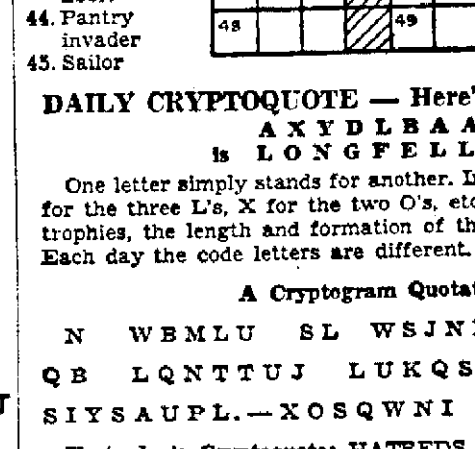 44. Pantry
invader
45. Sailor
48
49
DAILY CRYPTOQUOTE — Here'
A X Y D L B A A
is L O N G F E L L
One letter simply stands for another.
for the three L's, X for the two O's, etc
trophies, the length and formation of th
Each day the code letters are different.
A Cryptogram Quotat
N WBMLU SL WSJN
QB LQNTTUJ LUKQS
SIYSAUPL.—XOSQWNI
HATREDS